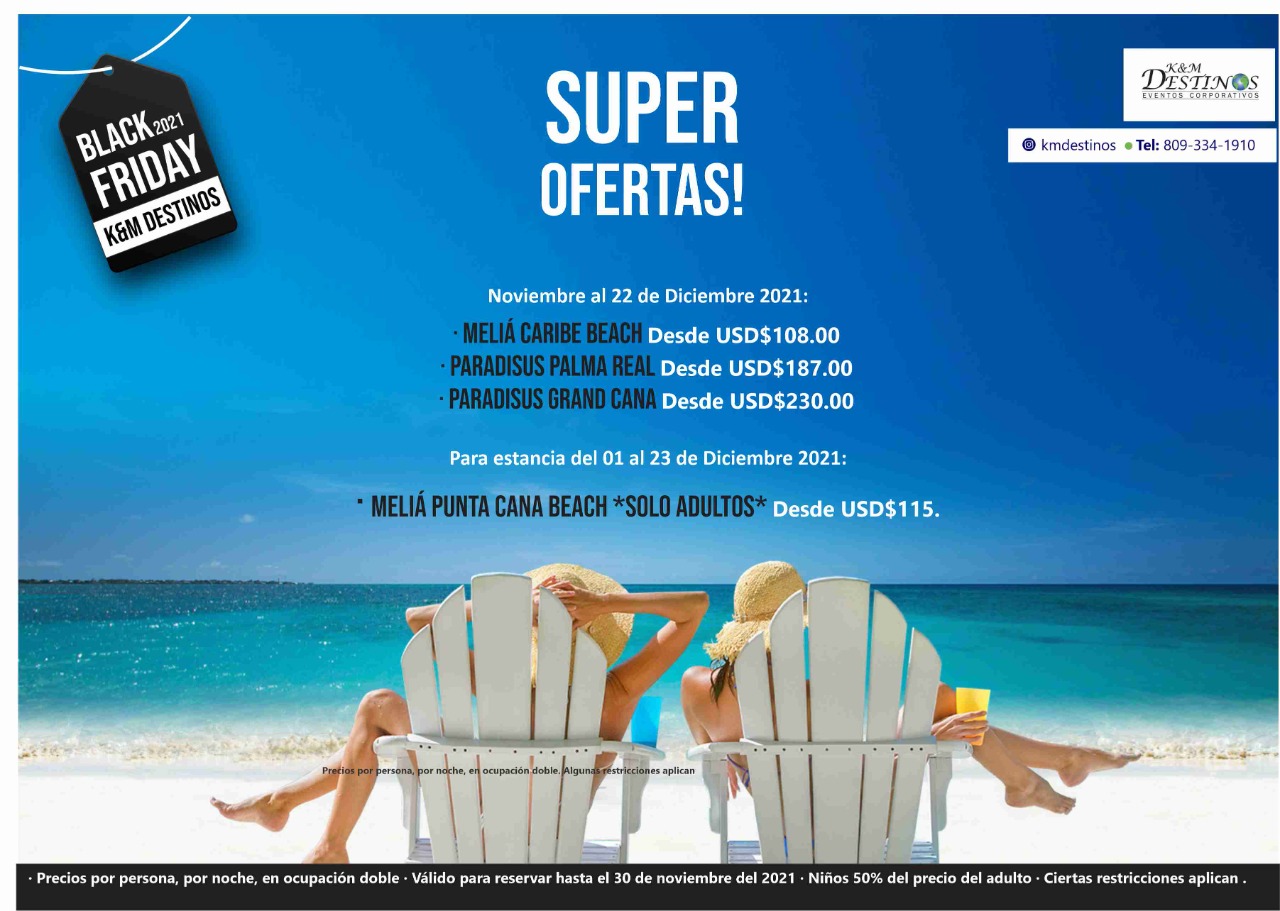 BLACK 2021
FRIDAY
K&M DESTINOS
SUPER
OFERTAS!
K&M
DESTINOS
EVENTOS CORPORATIVOS
kmdestinos • Tel: 809-334-1910
Noviembre al 22 de Diciembre 2021:
· MELIÁ CARIBE BEACH Desde USD$108.00
· PARADISUS PALMA REAL Desde USD$187.00
· PARADISUS GRAND CANA Desde USD$230.00
Para estancia del 01 al 23 de Diciembre 2021:
· MELIÁ PUNTA CANA BEACH *SOLO ADULTOS* Desde USD$115.
Precios por persona, por noche, en ocupación doble. Algunas restricciones aplican
· Precios por persona, por noche, en ocupación doble · Válido para reservar hasta el 30 de noviembre del 2021 · Niños 50% del precio del adulto · Ciertas restricciones aplican .